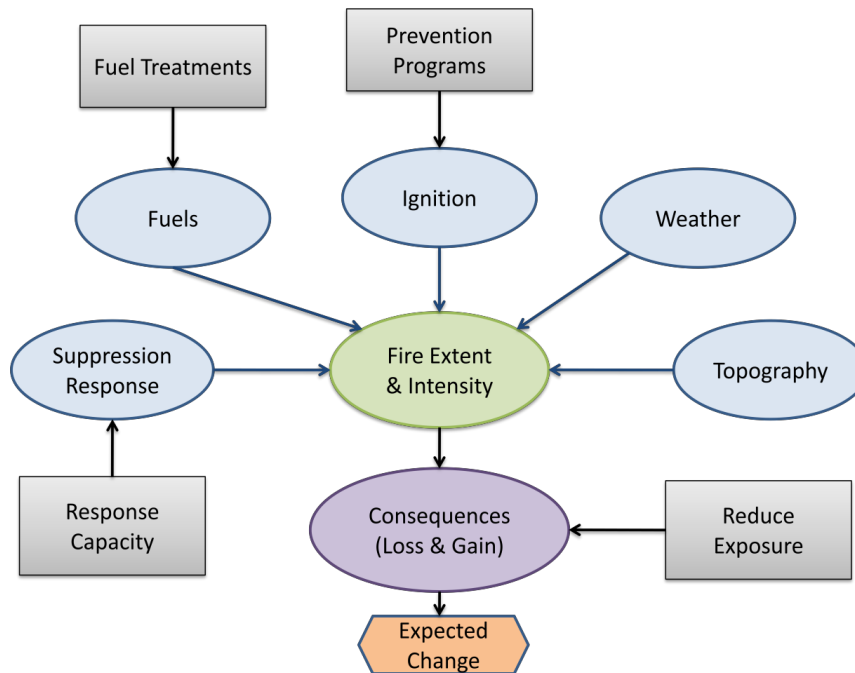 Fuel Treatments
Prevention
Programs
Fuels
Ignition
Weather
Suppression
Response
Fire Extent
& Intensity
Topography
Response
Capacity
Consequences
(Loss & Gain)
Reduce
Exposure
Expected
Change